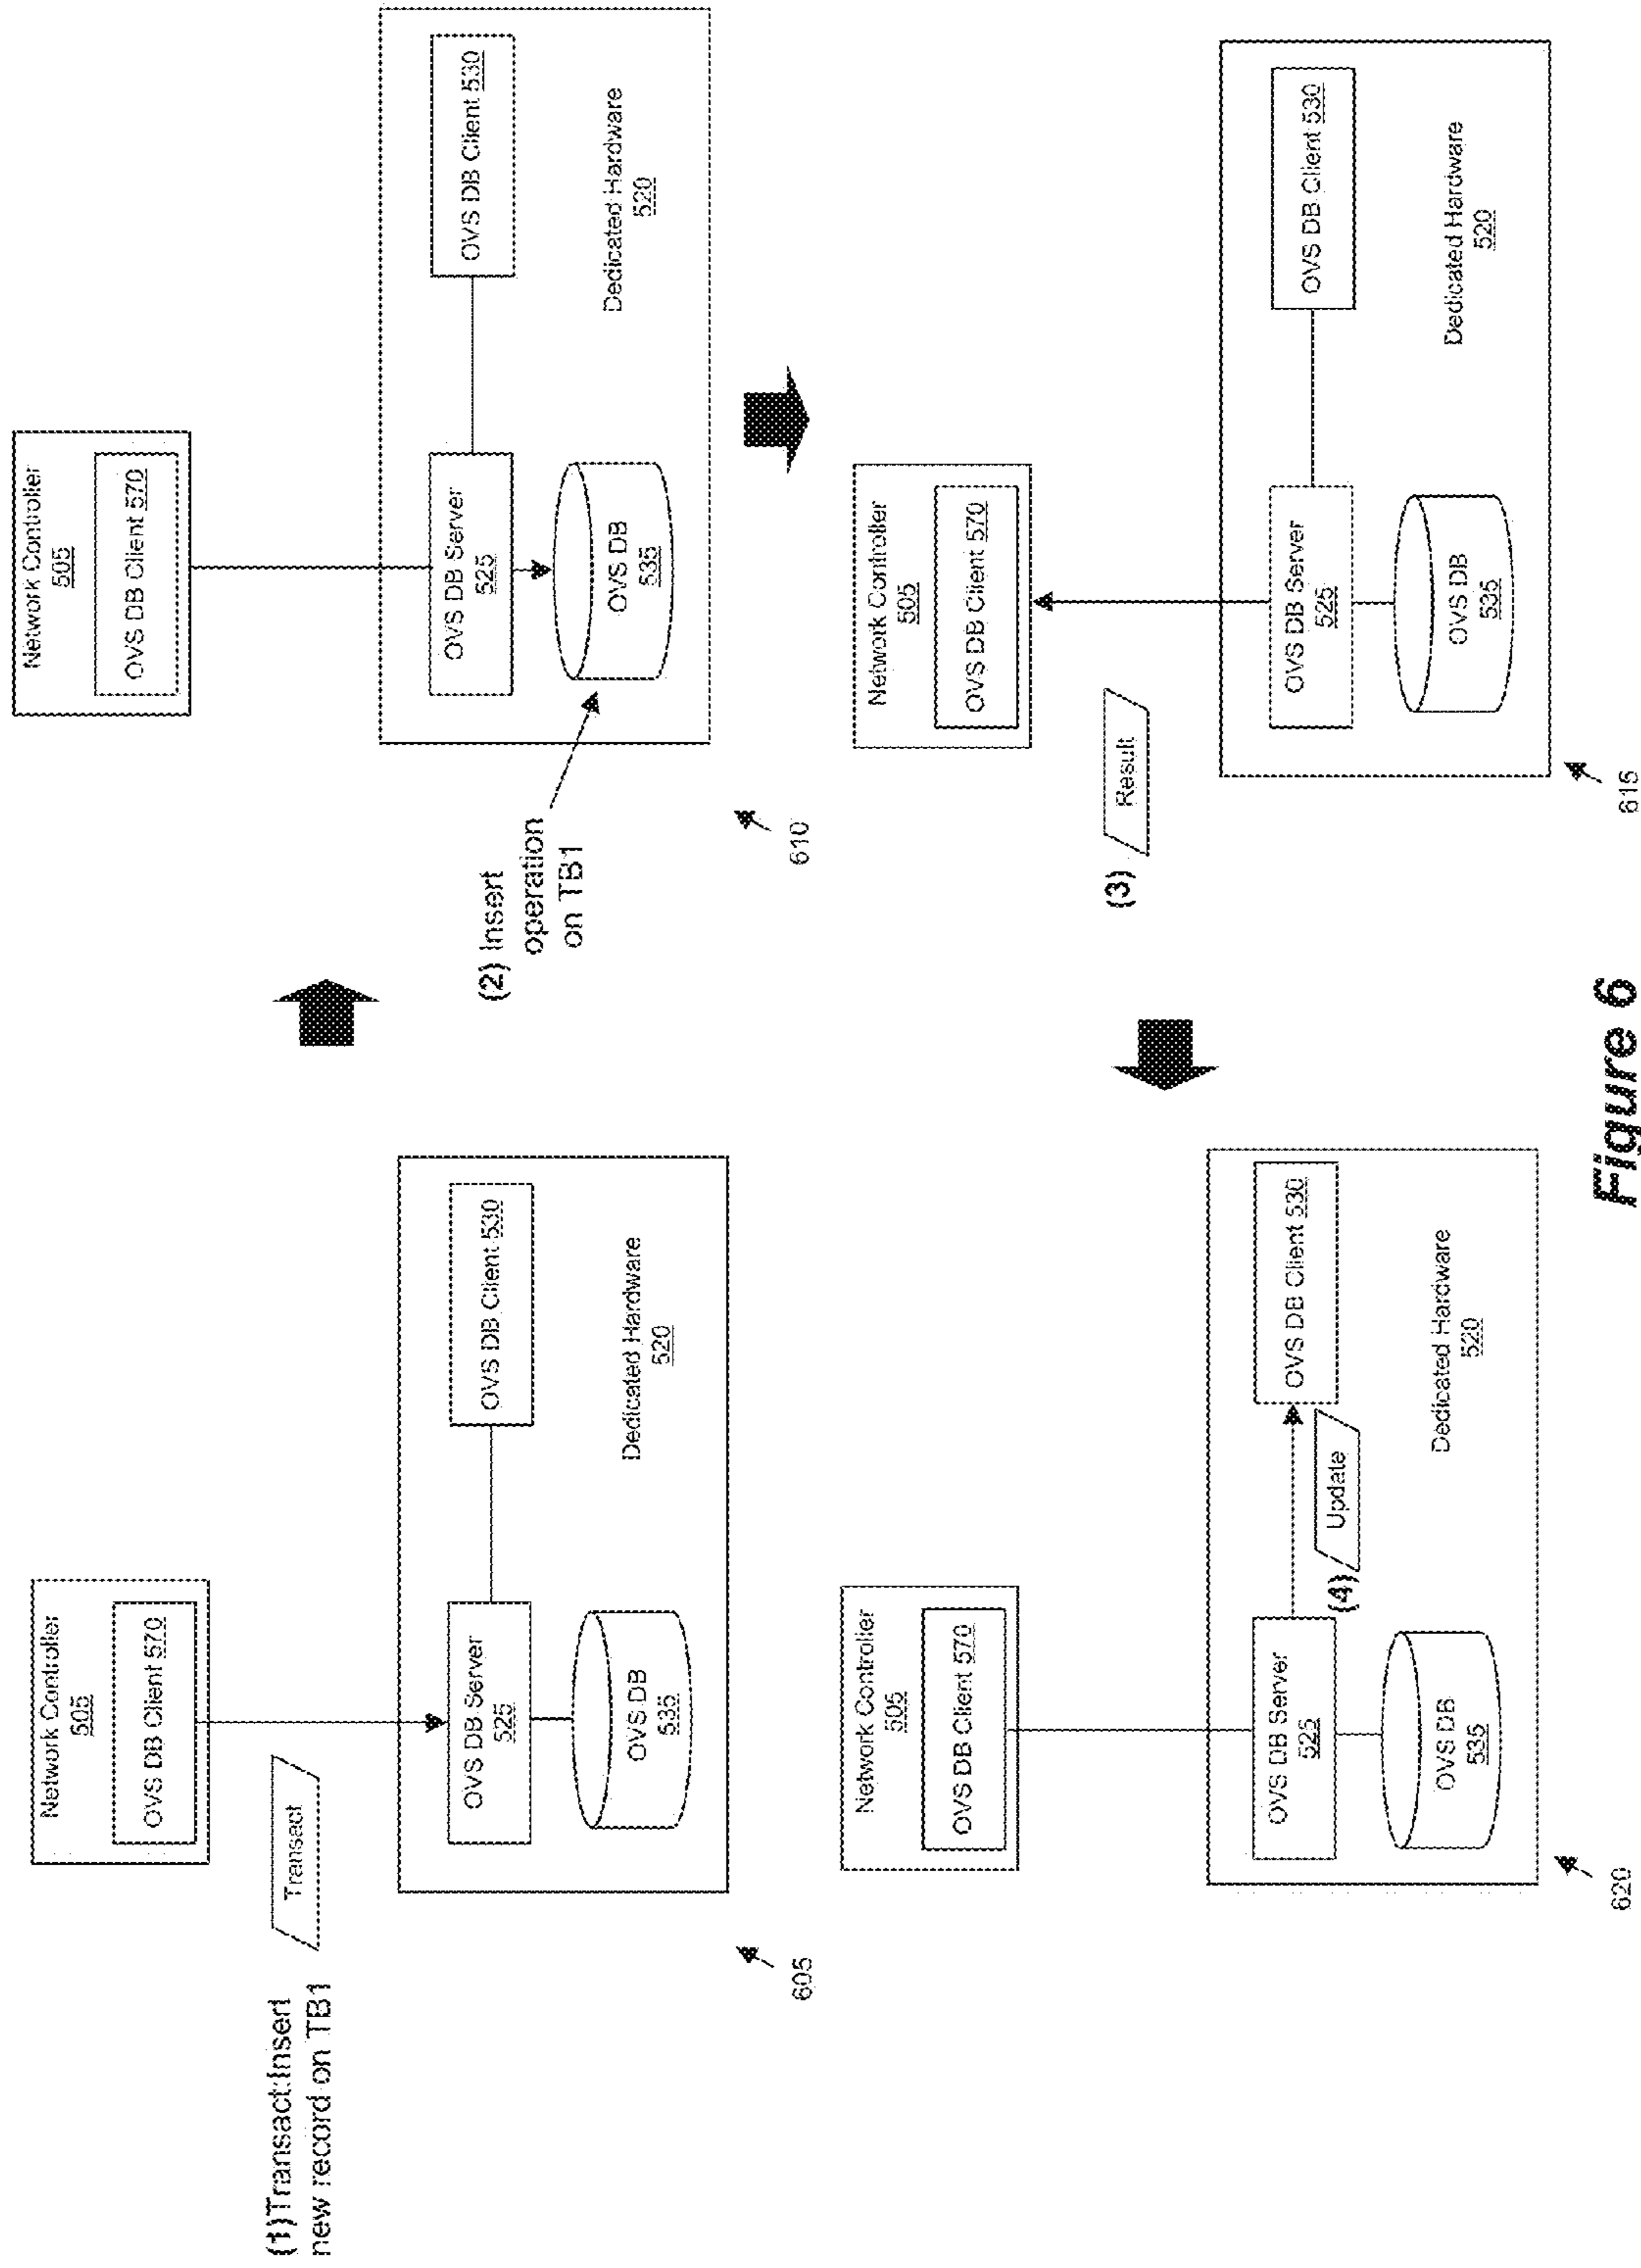 (1)Transact:Insert
new record on TB1
Transact
Network Controller
505
OVS DB Client 570
OVS DB Server
525
OVS DB
535
OVS DB Client 530
Dedicated Hardware
520
605
(2) Insert
operation
on TB1
Network Controller
505
OVS DB Client 570
OVS DB Server
525
OVS DB
535
OVS DB Client 530
Dedicated Hardware
520
610
(3)
Result
Network Controller
505
OVS DB Client 570
OVS DB Server
525
OVS DB
535
OVS DB Client 530
Dedicated Hardware
520
615
Network Controller
505
OVS DB Client 570
OVS DB Server
525
OVS DB
535
(4)
Update
OVS DB Client 530
Dedicated Hardware
520
620
Figure 6